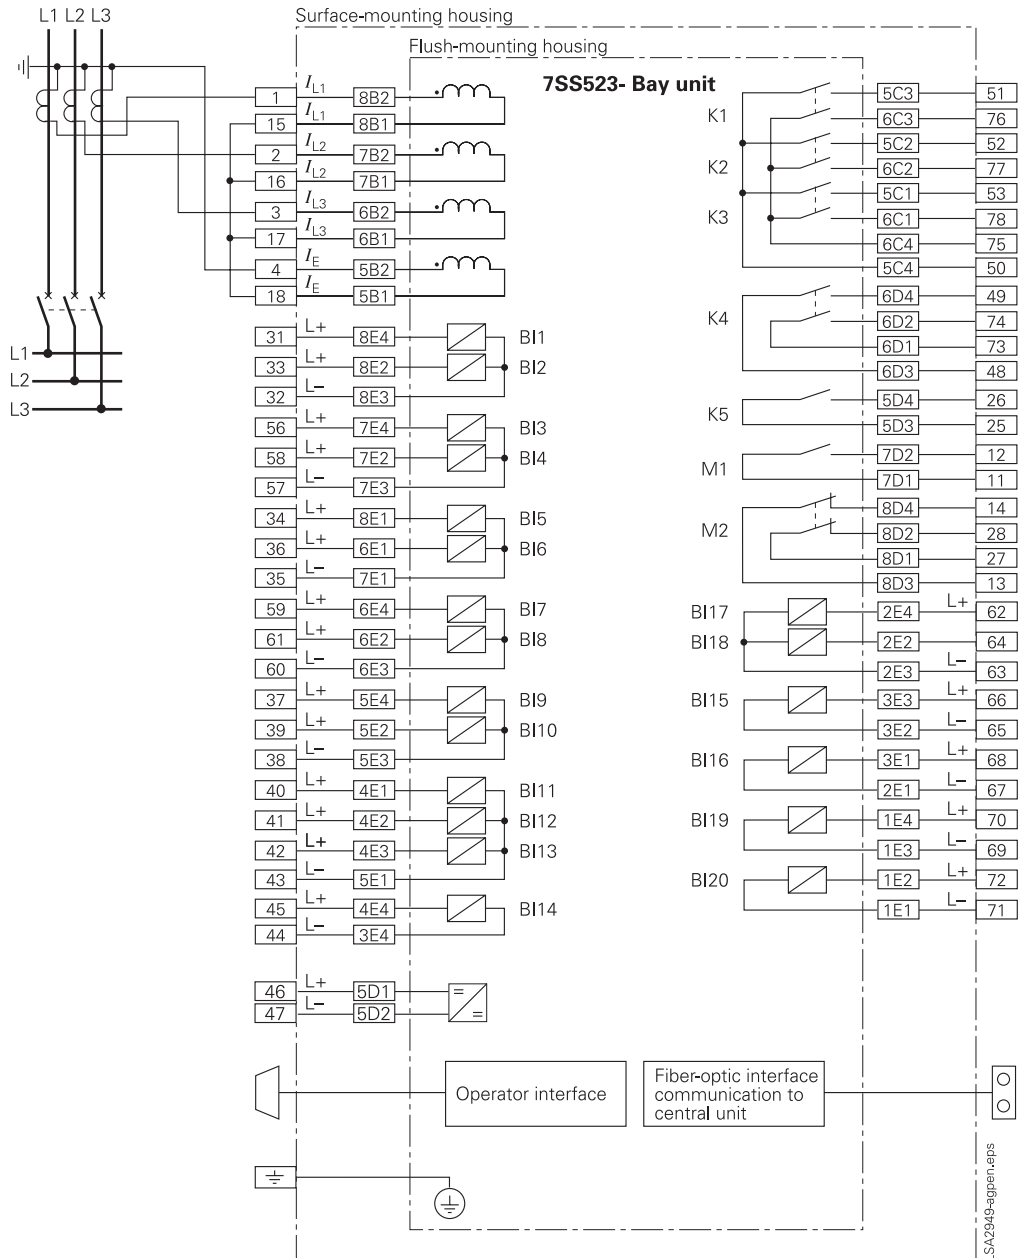 L1 L2 L3
Surface-mounting housing
Flush-mounting housing
7SS523- Bay unit
1 IL1 8B2
15 IL1 8B1
2 IL2 7B2
16 IL2 7B1
3 IL3 6B2
17 IL3 6B1
4 IE 5B2
18 IE 5B1
31 L+ 8E4 BI1
33 L+ 8E2 BI2
32 L– 8E3
56 L+ 7E4 BI3
58 L+ 7E2 BI4
57 L– 7E3
34 L+ 8E1 BI5
36 L+ 6E1 BI6
35 L– 7E1
59 L+ 6E4 BI7
61 L+ 6E2 BI8
60 L– 6E3
37 L+ 5E4 BI9
39 L+ 5E2 BI10
38 L– 5E3
40 L+ 4E1 BI11
41 L+ 4E2 BI12
42 L+ 4E3 BI13
43 L– 5E1
45 L+ 4E4 BI14
44 L– 3E4
46 L+ 5D1
47 L– 5D2
L1
L2
L3
K1 5C3 51
6C3 76
K2 5C2 52
6C2 77
K3 5C1 53
6C1 78
6C4 75
5C4 50
K4 6D4 49
6D2 74
6D1 73
6D3 48
K5 5D4 26
5D3 25
M1 7D2 12
7D1 11
M2 8D4 14
8D2 28
8D1 27
8D3 13
BI17 2E4 L+ 62
BI18 2E2 64
2E3 L– 63
BI15 3E3 L+ 66
3E2 L– 65
BI16 3E1 L+ 68
2E1 L– 67
BI19 1E4 L+ 70
1E3 L– 69
BI20 1E2 L+ 72
1E1 L– 71
Operator interface
Fiber-optic interface
communication to
central unit
LSA2949-agpen.eps